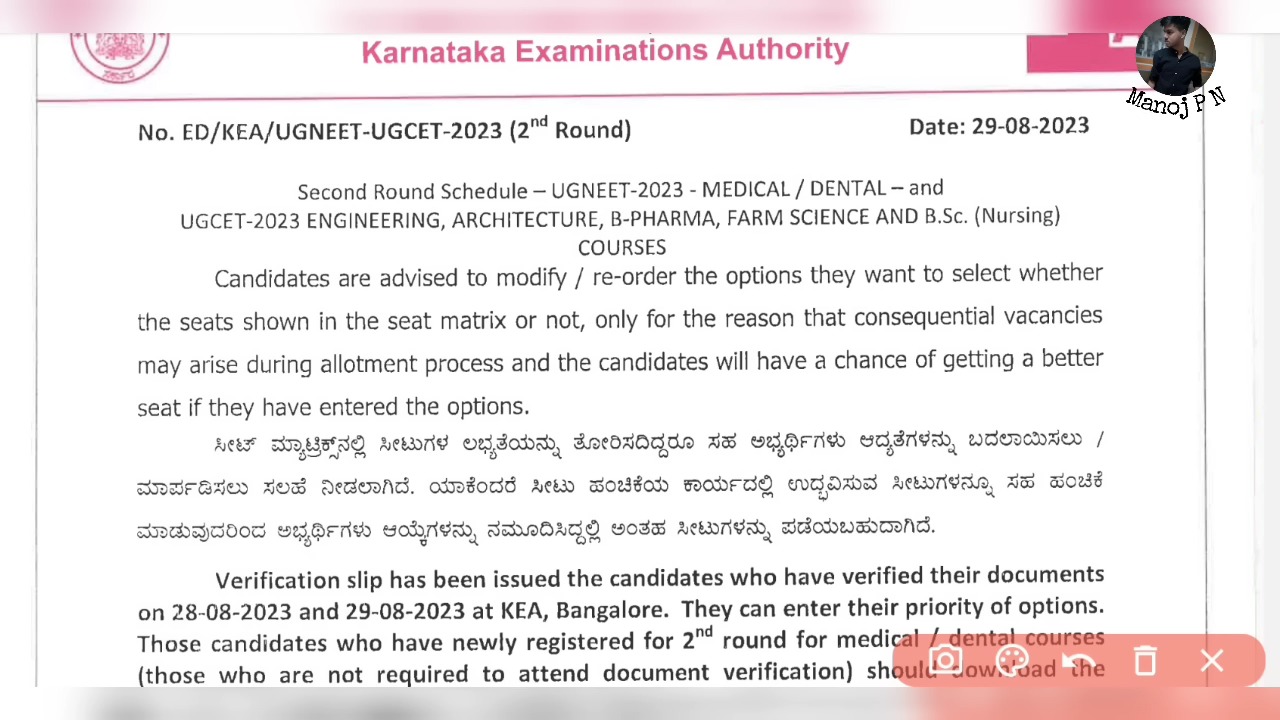 Karnataka Examinations Authority
Manoj P N
No. ED/KEA/UGNEET-UGCET-2023 (2nd Round) Date: 29-08-2023
Second Round Schedule – UGNEET-2023 - MEDICAL / DENTAL – and
UGCET-2023 ENGINEERING, ARCHITECTURE, B-PHARMA, FARM SCIENCE AND B.Sc. (Nursing)
COURSES
Candidates are advised to modify / re-order the options they want to select whether
the seats shown in the seat matrix or not, only for the reason that consequential vacancies
may arise during allotment process and the candidates will have a chance of getting a better
seat if they have entered the options.
ಸೀಟ್ ಮ್ಯಾಟ್ರಿಕ್ಸ್‌ನಲ್ಲಿ ಸೀಟುಗಳ ಲಭ್ಯತೆಯನ್ನು ತೋರಿಸದಿದ್ದರೂ ಸಹ ಅಭ್ಯರ್ಥಿಗಳು ಆದ್ಯತೆಗಳನ್ನು ಬದಲಾಯಿಸಲು /
ಮಾರ್ಪಡಿಸಲು ಸಲಹೆ ನೀಡಲಾಗಿದೆ. ಯಾಕೆಂದರೆ ಸೀಟು ಹಂಚಿಕೆಯ ಕಾರ್ಯದಲ್ಲಿ ಉದ್ಭವಿಸುವ ಸೀಟುಗಳನ್ನೂ ಸಹ ಹಂಚಿಕೆ
ಮಾಡುವುದರಿಂದ ಅಭ್ಯರ್ಥಿಗಳು ಆಯ್ಕೆಗಳನ್ನು ನಮೂದಿಸಿದ್ದಲ್ಲಿ ಅಂತಹ ಸೀಟುಗಳನ್ನು ಪಡೆಯಬಹುದಾಗಿದೆ.
Verification slip has been issued the candidates who have verified their documents
on 28-08-2023 and 29-08-2023 at KEA, Bangalore. They can enter their priority of options.
Those candidates who have newly registered for 2nd round for medical / dental courses
(those who are not required to attend document verification) should download the